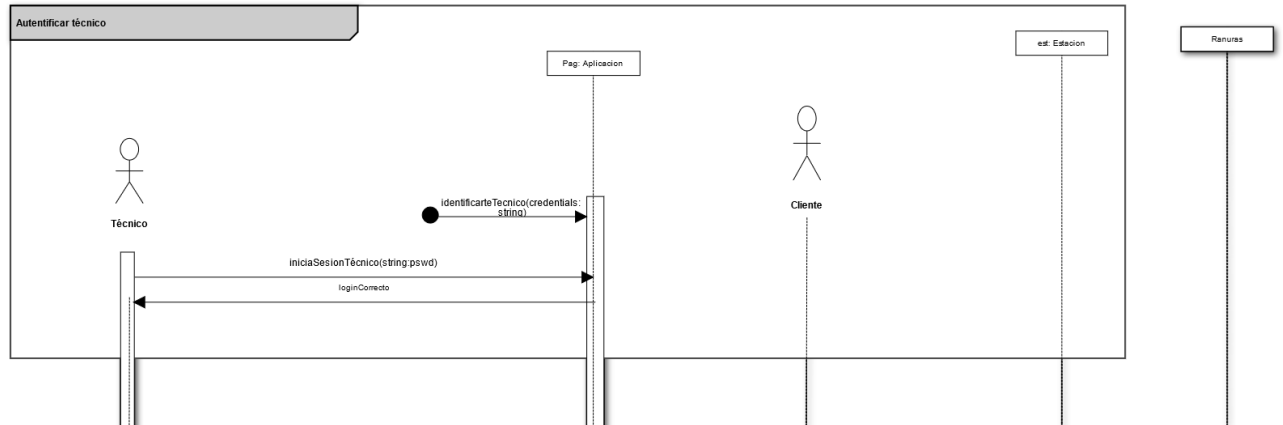 Autentificar técnico
Ranuras
est: Estacion
Pag: Aplicacion
identificarteTecnico(credentials:
string)
Cliente
Técnico
iniciaSesionTécnico(string:pswd)
loginCorrecto